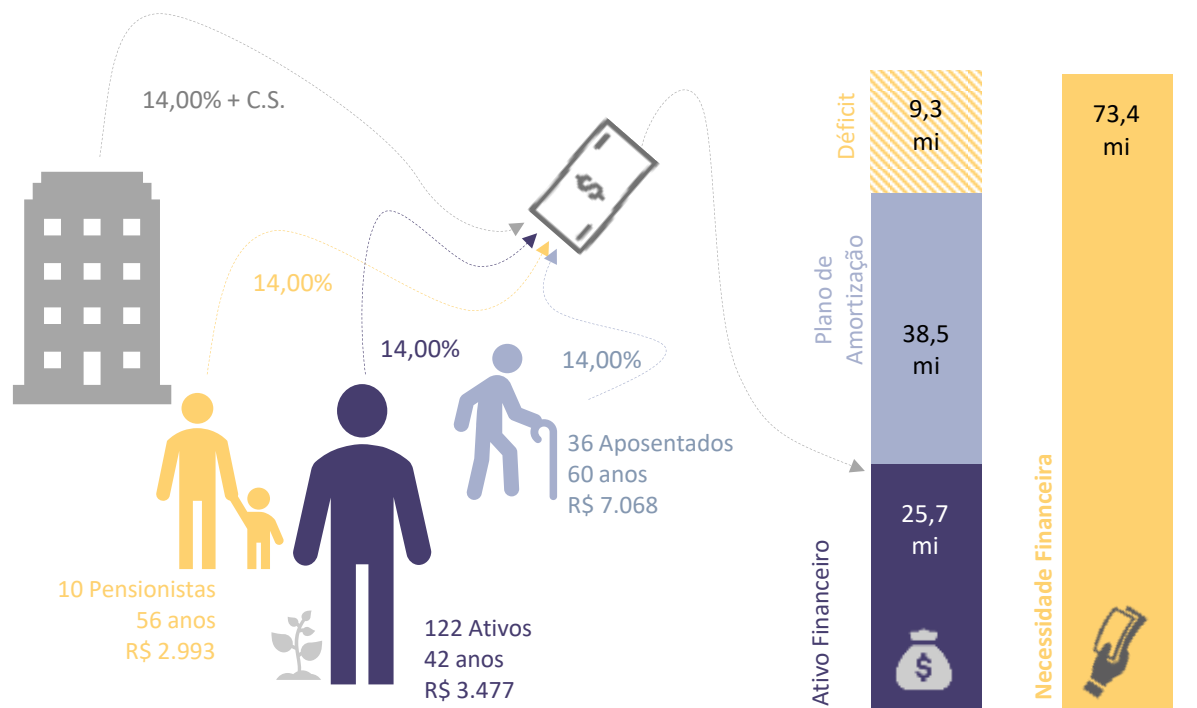 14,00% + C.S.
14,00%
14,00%
14,00%
10 Pensionistas
56 anos
R$ 2.993
122 Ativos
42 anos
R$ 3.477
36 Aposentados
60 anos
R$ 7.068
$
Déficit
9,3
mi
Plano de
Amortização
38,5
mi
Ativo Financeiro
25,7
mi
$
Necessidade Financeira
73,4
mi